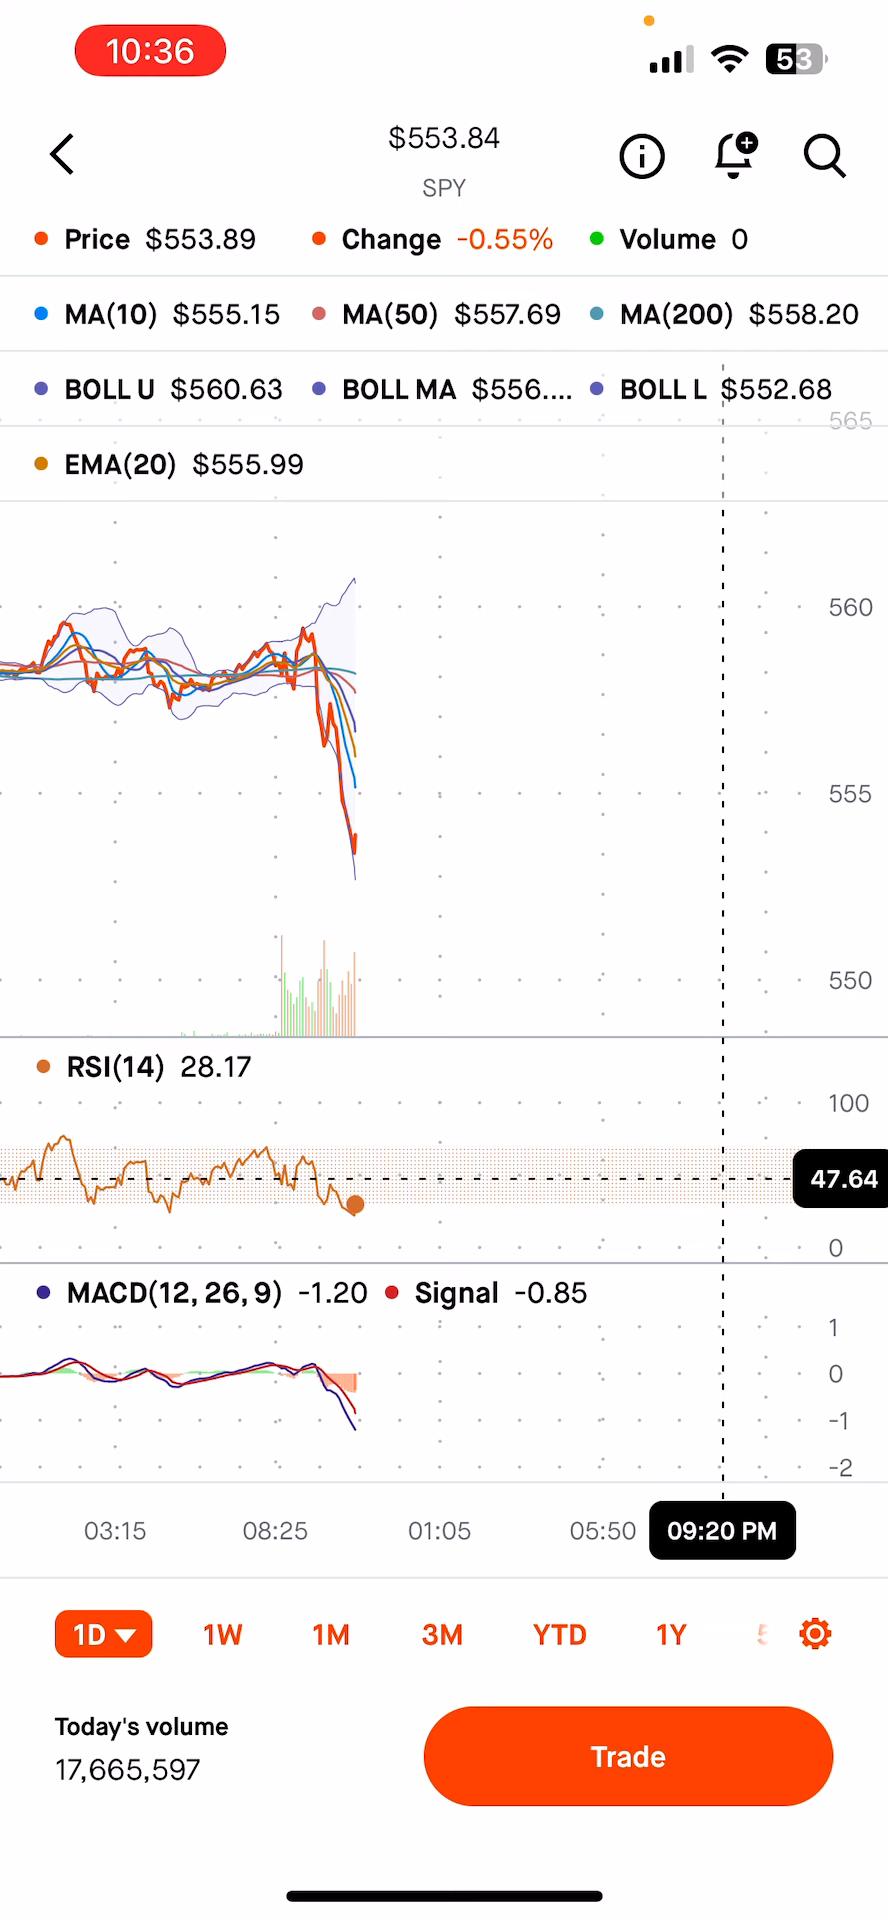 10:36
53
$553.84
SPY
Price $553.89 Change -0.55% Volume 0
MA(10) $555.15 MA(50) $557.69 MA(200) $558.20
BOLL U $560.63 BOLL MA $556.... BOLL L $552.68
565
EMA(20) $555.99
560
555
550
RSI(14) 28.17
100
47.64
0
MACD(12, 26, 9) -1.20 Signal -0.85
1
0
-1
-2
03:15 08:25 01:05 05:50 09:20 PM
1D 1W 1M 3M YTD 1Y 5
Today's volume
17,665,597
Trade